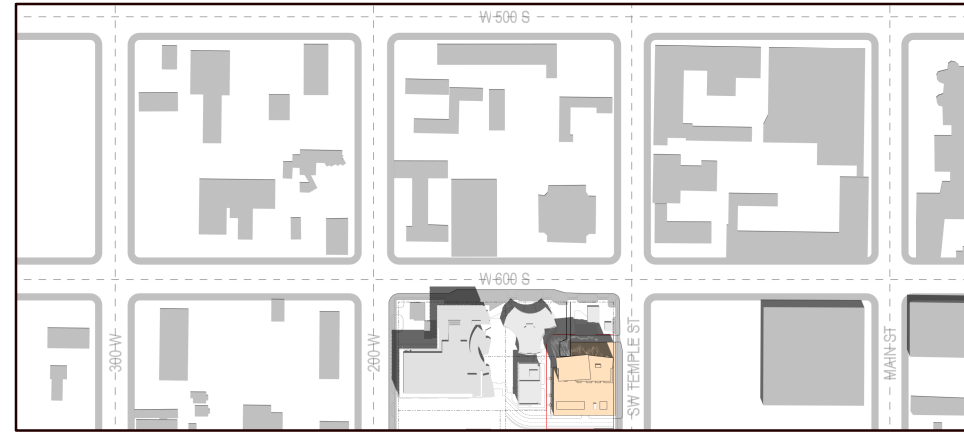 W 500 S
W 600 S
300 W
200 W
SW TEMPLE ST
MAIN ST